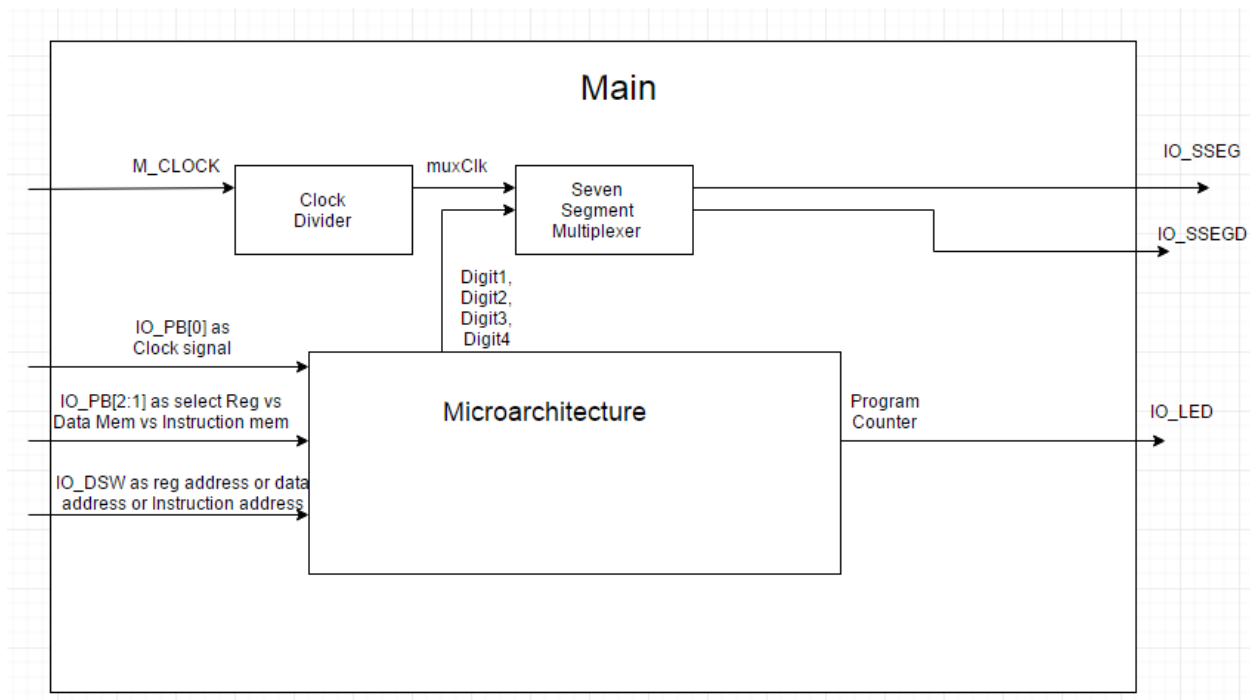 Main
M_CLOCK
muxClk
IO_SSEG
Clock
Divider
Seven
Segment
Multiplexer
IO_SSEGD
Digit1,
Digit2,
Digit3,
Digit4
IO_PB[0] as
Clock signal
IO_PB[2:1] as select Reg vs
Data Mem vs Instruction mem
Microarchitecture
Program
Counter
IO_LED
IO_DSW as reg address or data
address or Instruction address